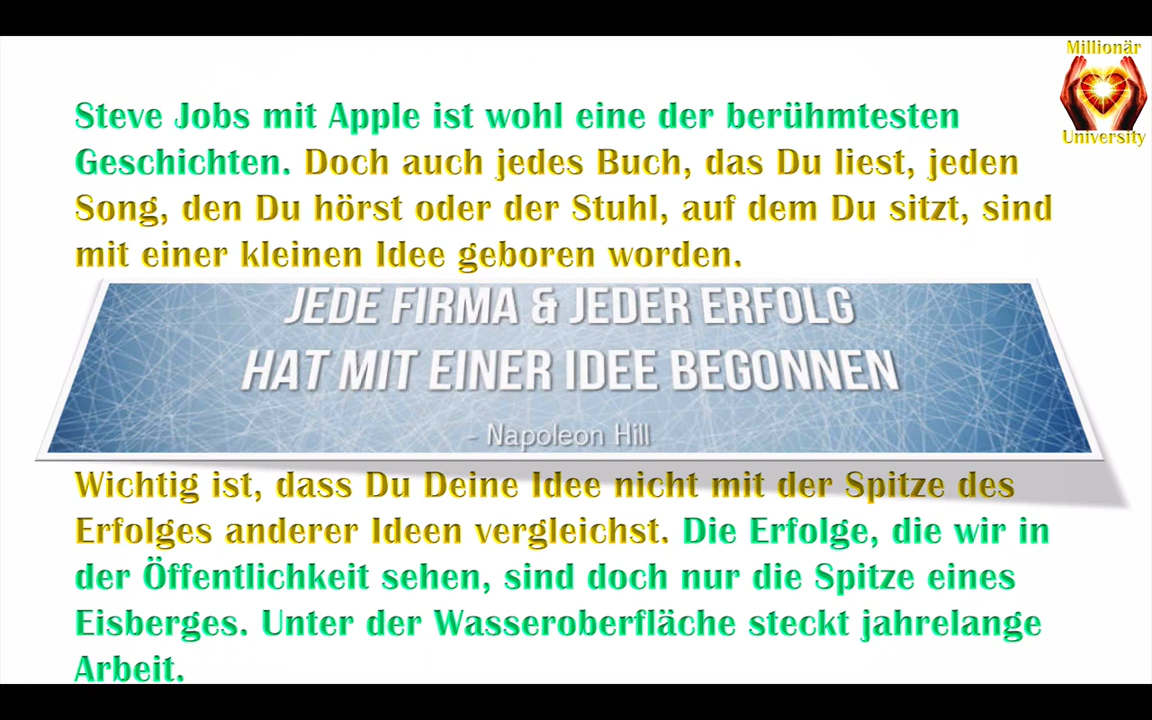 Millionär
University
Steve Jobs mit Apple ist wohl eine der berühmtesten
Geschichten. Doch auch jedes Buch, das Du liest, jeden
Song, den Du hörst oder der Stuhl, auf dem Du sitzt, sind
mit einer kleinen Idee geboren worden.
JEDE FIRMA & JEDER ERFOLG
HAT MIT EINER IDEE BEGONNEN
- Napoleon Hill
Wichtig ist, dass Du Deine Idee nicht mit der Spitze des
Erfolges anderer Ideen vergleichst. Die Erfolge, die wir in
der Öffentlichkeit sehen, sind doch nur die Spitze eines
Eisberges. Unter der Wasseroberfläche steckt jahrelange
Arbeit.